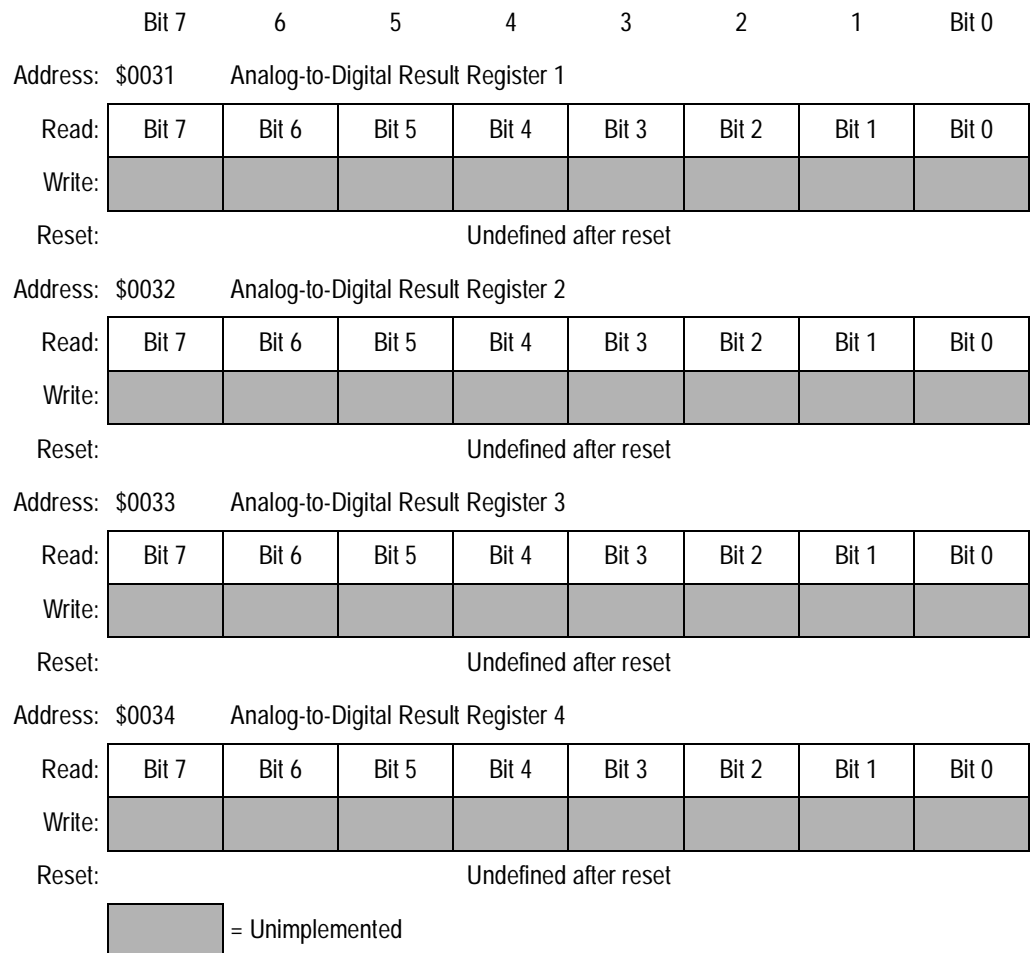 Bit 7 6 5 4 3 2 1 Bit 0
Address: $0031 Analog-to-Digital Result Register 1
Read: Bit 7 Bit 6 Bit 5 Bit 4 Bit 3 Bit 2 Bit 1 Bit 0
Write:
Reset: Undefined after reset
Address: $0032 Analog-to-Digital Result Register 2
Read: Bit 7 Bit 6 Bit 5 Bit 4 Bit 3 Bit 2 Bit 1 Bit 0
Write:
Reset: Undefined after reset
Address: $0033 Analog-to-Digital Result Register 3
Read: Bit 7 Bit 6 Bit 5 Bit 4 Bit 3 Bit 2 Bit 1 Bit 0
Write:
Reset: Undefined after reset
Address: $0034 Analog-to-Digital Result Register 4
Read: Bit 7 Bit 6 Bit 5 Bit 4 Bit 3 Bit 2 Bit 1 Bit 0
Write:
Reset: Undefined after reset
= Unimplemented